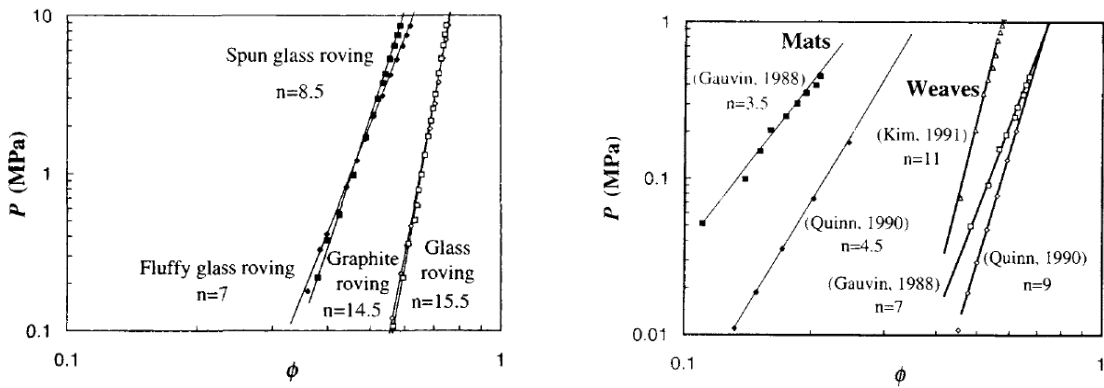 10
1
0.1
P (MPa)
Spun glass roving
n=8.5
Fluffy glass roving
n=7
Graphite
roving
n=14.5
Glass
roving
n=15.5
0.1
1
ϕ
1
0.1
0.01
P (MPa)
Mats
(Gauvin, 1988)
n=3.5
Weaves
(Kim, 1991)
n=11
(Quinn, 1990)
n=4.5
(Gauvin, 1988)
n=7
(Quinn, 1990)
n=9
0.1
1
ϕ